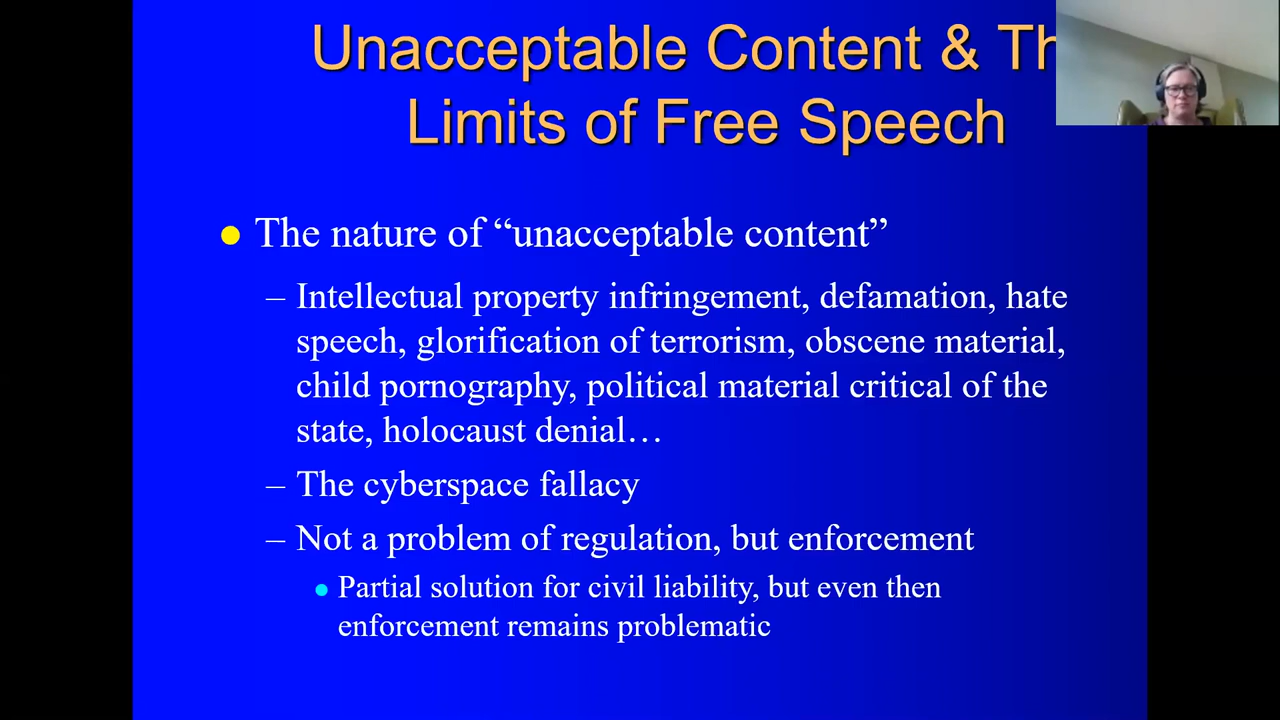 Unacceptable Content & Th
Limits of Free Speech
The nature of “unacceptable content”
– Intellectual property infringement, defamation, hate
speech, glorification of terrorism, obscene material,
child pornography, political material critical of the
state, holocaust denial…
– The cyberspace fallacy
– Not a problem of regulation, but enforcement
Partial solution for civil liability, but even then
enforcement remains problematic